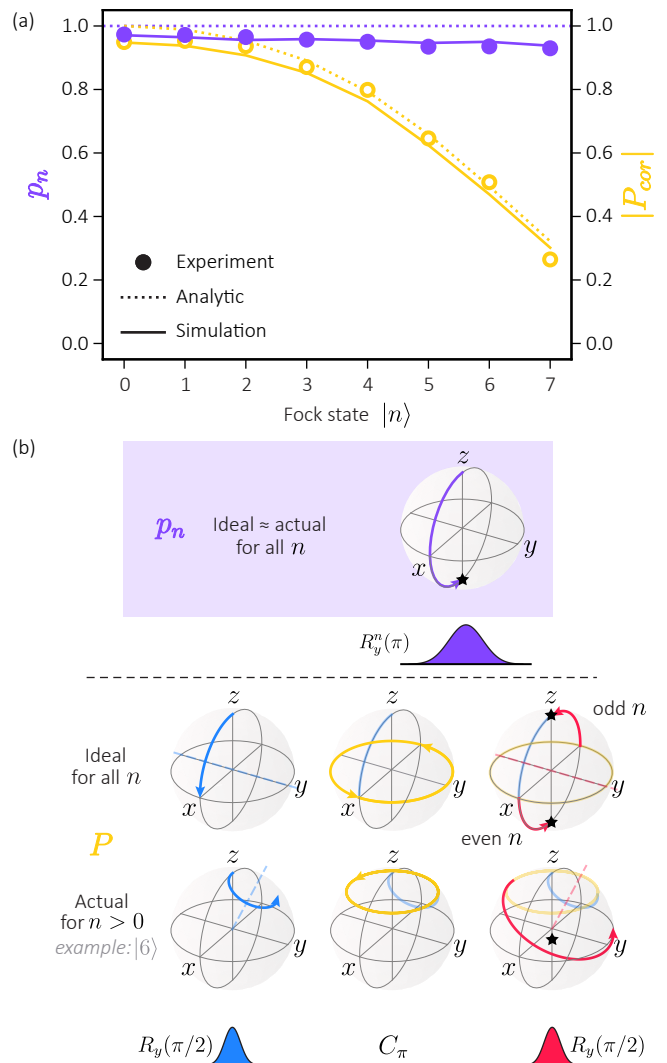 (a)
1.0
0.8
0.6
0.4
0.2
0.0
p_n
Experiment
Analytic
Simulation
1.0
0.8
0.6
0.4
0.2
0.0
|P_cor|
0 1 2 3 4 5 6 7
Fock state |n⟩
(b)
p_n
Ideal ≈ actual
for all n
z
x
y
R_y^n(π)
z
x
y
z
x
y
z
odd n
y
x
even n
Ideal
for all n
P
Actual
for n > 0
example: |6⟩
z
x
y
z
x
y
z
x
y
R_y(π/2)
C_π
R_y(π/2)